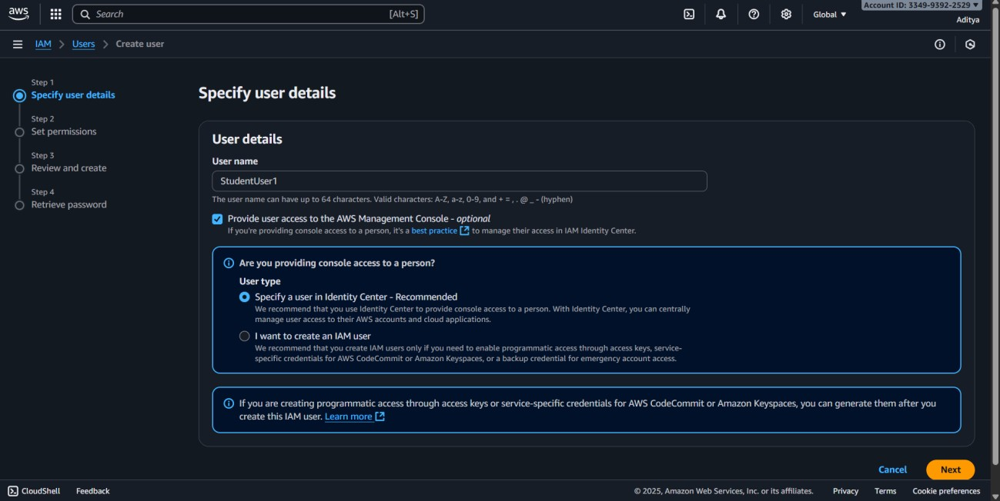 aws
Search [Alt+S]
Global ▼
Account ID: 3349-9392-2529 ▼
Aditya
IAM > Users > Create user
Step 1
Specify user details
Step 2
Set permissions
Step 3
Review and create
Step 4
Retrieve password
Specify user details
User details
User name
StudentUser1
The user name can have up to 64 characters. Valid characters: A-Z, a-z, 0-9, and + = , . @ _ - (hyphen)
Provide user access to the AWS Management Console - optional
If you're providing console access to a person, it's a best practice to manage their access in IAM Identity Center.
Are you providing console access to a person?
User type
Specify a user in Identity Center - Recommended
We recommend that you use Identity Center to provide console access to a person. With Identity Center, you can centrally
manage user access to their AWS accounts and cloud applications.
I want to create an IAM user
We recommend that you create IAM users only if you need to enable programmatic access through access keys, service-
specific credentials for AWS CodeCommit or Amazon Keyspaces, or a backup credential for emergency account access.
If you are creating programmatic access through access keys or service-specific credentials for AWS CodeCommit or Amazon Keyspaces, you can generate them after you
create this IAM user. Learn more
Cancel
Next
CloudShell
Feedback
© 2025, Amazon Web Services, Inc. or its affiliates.
Privacy
Terms
Cookie preferences